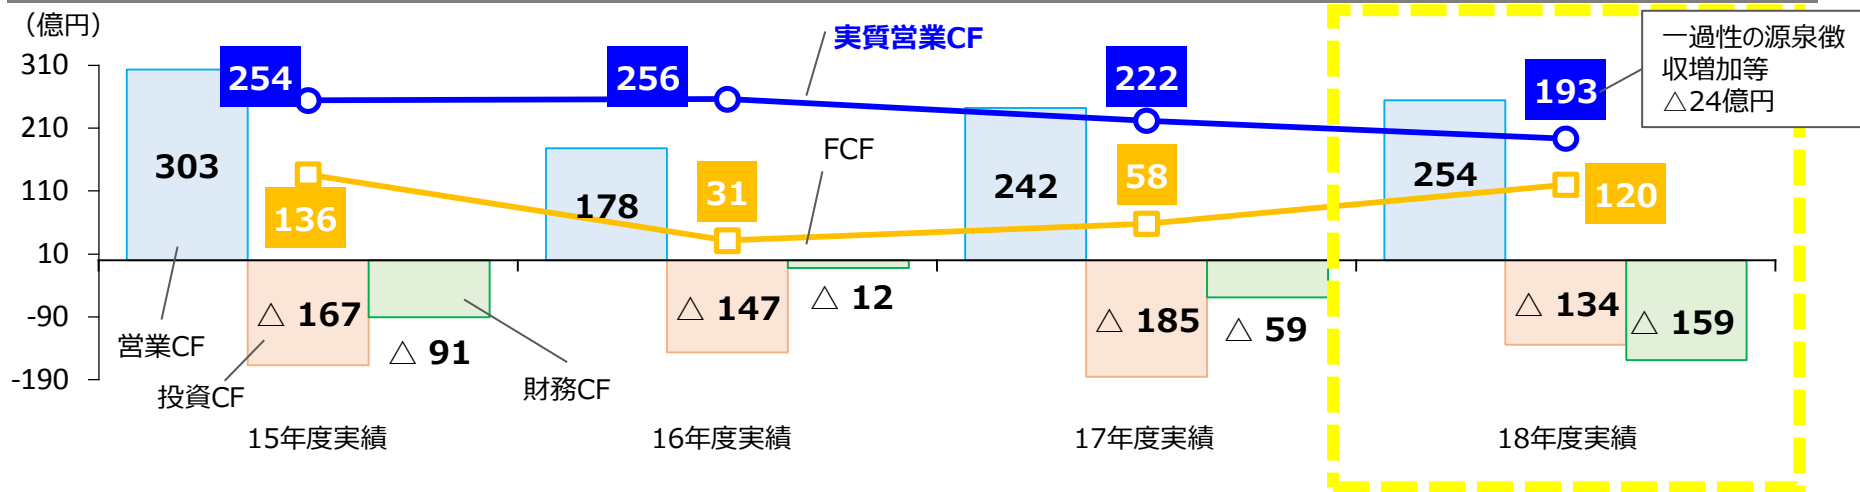 （億円）
310
210
110
10
-90
-190
実質営業CF
FCF
営業CF
投資CF
財務CF
254
256
222
193
303
178
242
254
136
31
58
120
△ 167
△ 91
△ 147
△ 12
△ 185
△ 59
△ 134
△ 159
一過性の源泉徴
収増加等
△24億円
15年度実績
16年度実績
17年度実績
18年度実績